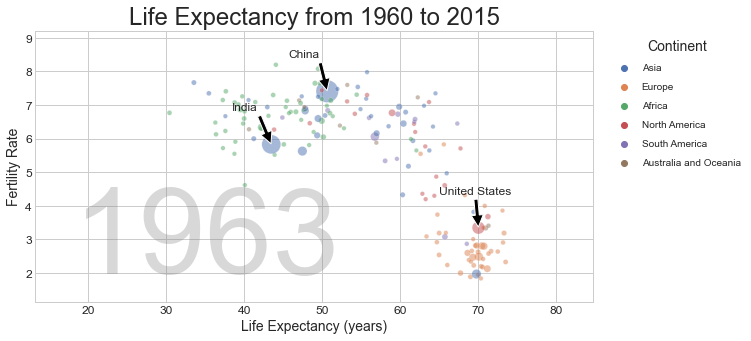 Life Expectancy from 1960 to 2015
Fertility Rate
9
8
7
6
5
4
3
2
China
India
United States
1963
20 30 40 50 60 70 80
Life Expectancy (years)
Continent
Asia
Europe
Africa
North America
South America
Australia and Oceania